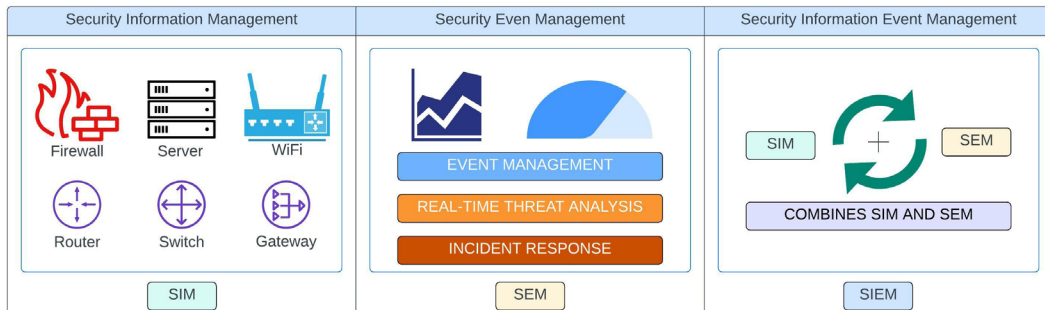 Security Information Management
Security Even Management
Security Information Event Management
Firewall
Server
WiFi
Router
Switch
Gateway
SIM
EVENT MANAGEMENT
REAL-TIME THREAT ANALYSIS
INCIDENT RESPONSE
SEM
SIM
SEM
COMBINES SIM AND SEM
SIEM